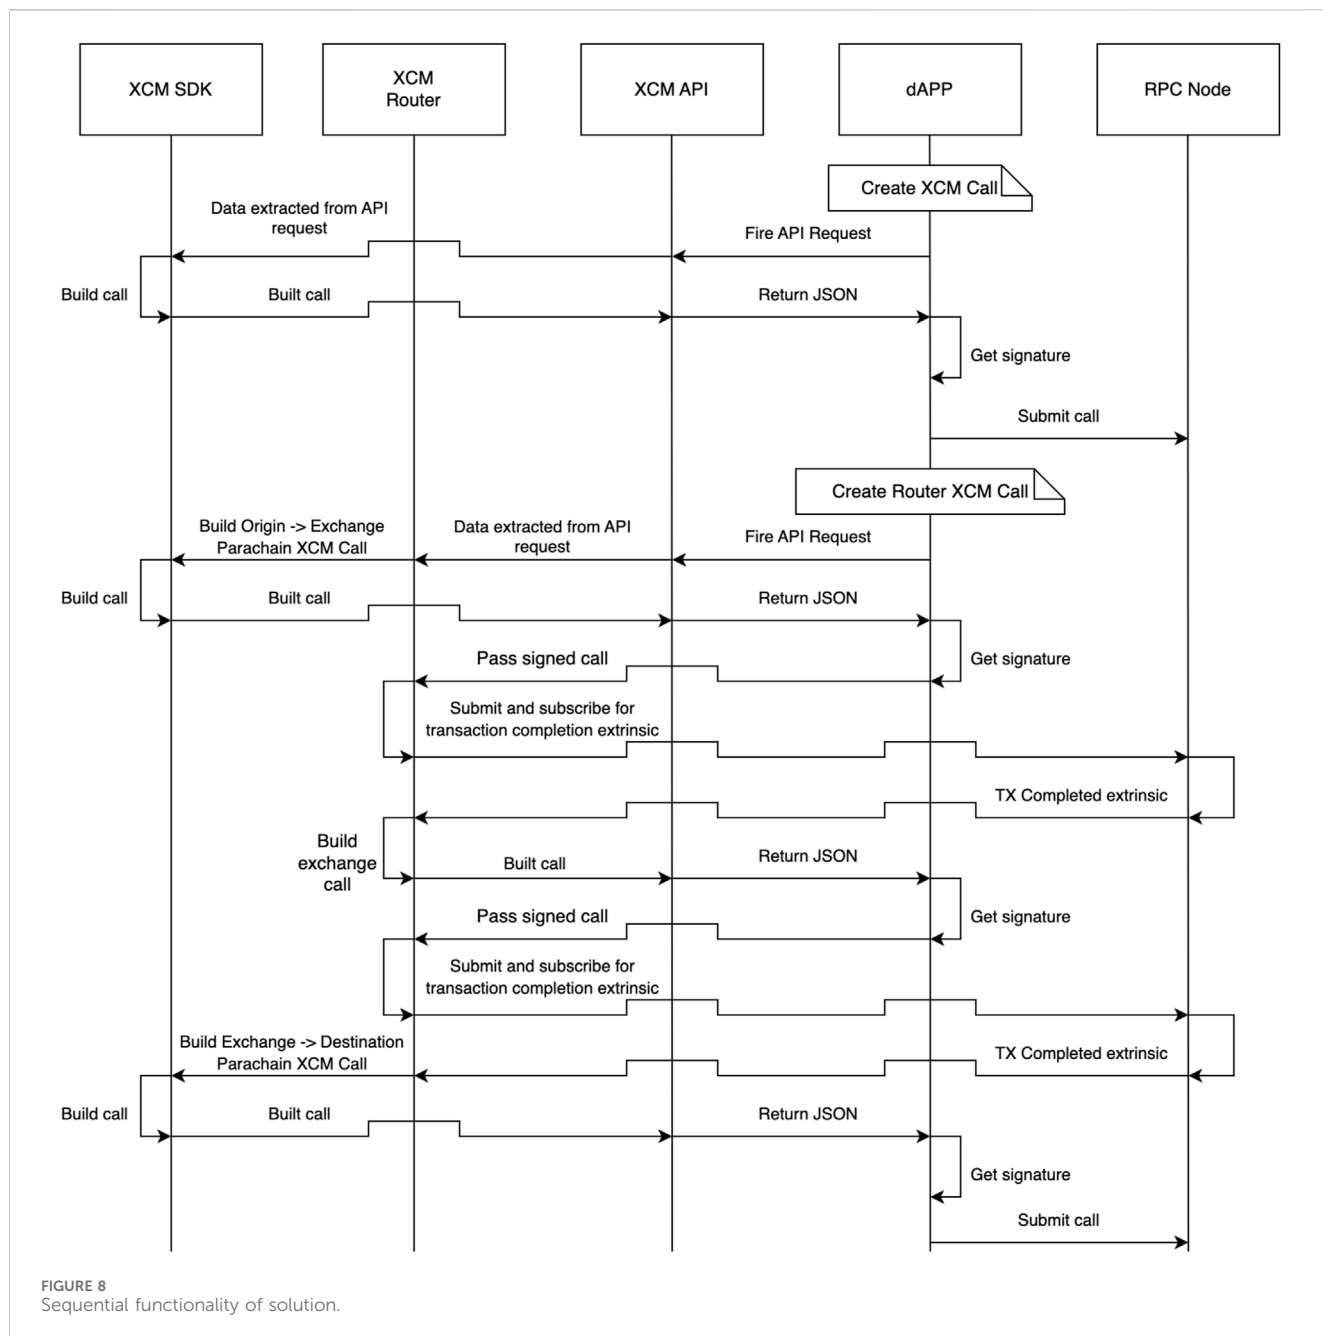 XCM SDK
XCM
Router
XCM API
dAPP
RPC Node
Create XCM Call
Data extracted from API
request
Fire API Request
Build call
Built call
Return JSON
Get signature
Submit call
Create Router XCM Call
Build Origin -> Exchange
Parachain XCM Call
Data extracted from API
request
Fire API Request
Build call
Built call
Return JSON
Get signature
Pass signed call
Submit and subscribe for
transaction completion extrinsic
TX Completed extrinsic
Build
exchange
call
Built call
Return JSON
Get signature
Pass signed call
Submit and subscribe for
transaction completion extrinsic
Build Exchange -> Destination
Parachain XCM Call
TX Completed extrinsic
Build call
Built call
Return JSON
Get signature
Submit call
FIGURE 8
Sequential functionality of solution.